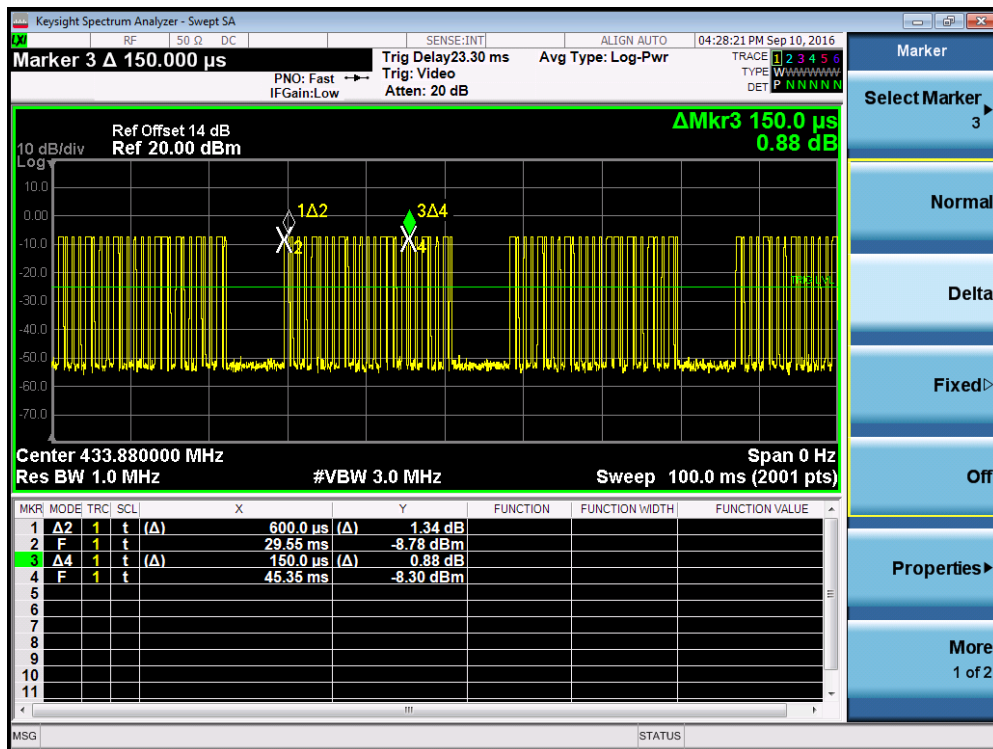 Keysight Spectrum Analyzer - Swept SA
LXI RF 50 Ω DC SENSE:INT ALIGN AUTO 04:28:21 PM Sep 10, 2016
Marker 3 Δ 150.000 µs
PNO: Fast
IFGain:Low
Trig Delay23.30 ms
Trig: Video
Atten: 20 dB
Avg Type: Log-Pwr
TRACE 1 2 3 4 5 6
TYPE WWWWWW
DET P N N N N N
Ref Offset 14 dB
Ref 20.00 dBm
ΔMkr3 150.0 µs
0.88 dB
10 dB/div
Log
10.0
0.00
-10.0
-20.0
-30.0
-40.0
-50.0
-60.0
-70.0
1Δ2
2
3Δ4
4
TRIG LVL
Center 433.880000 MHz
Span 0 Hz
Res BW 1.0 MHz
#VBW 3.0 MHz
Sweep 100.0 ms (2001 pts)
MKR MODE TRC SCL X Y FUNCTION FUNCTION WIDTH FUNCTION VALUE
1 Δ2 1 t (Δ) 600.0 µs (Δ) 1.34 dB
2 F 1 t 29.55 ms -8.78 dBm
3 Δ4 1 t (Δ) 150.0 µs (Δ) 0.88 dB
4 F 1 t 45.35 ms -8.30 dBm
5
6
7
8
9
10
11
MSG
STATUS
Marker
Select Marker
3
Normal
Delta
Fixed
Off
Properties
More
1 of 2